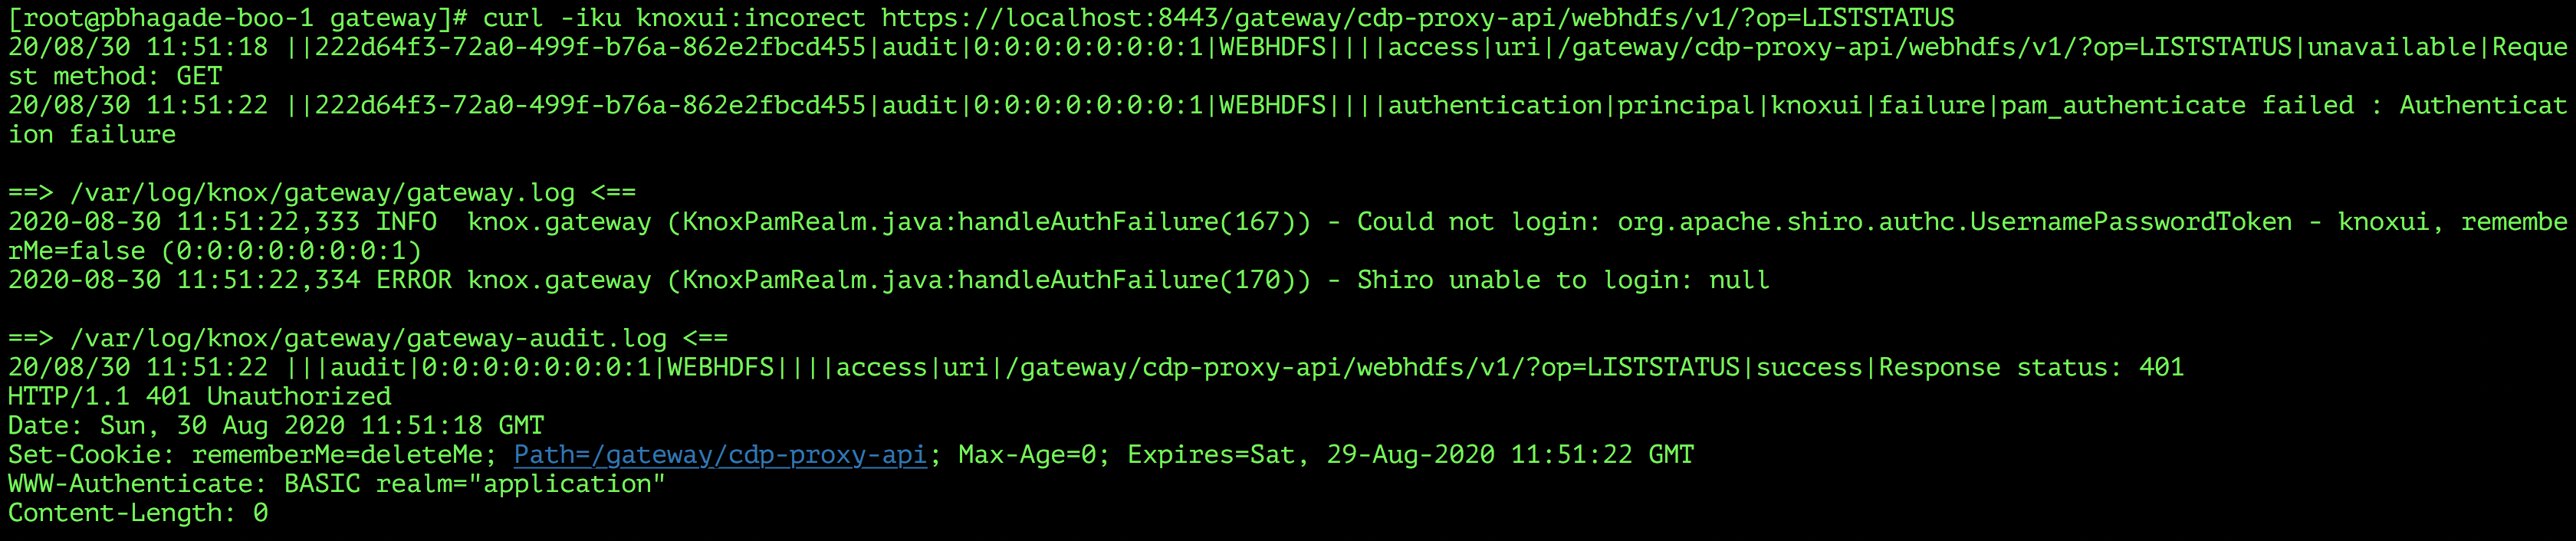 [root@pbhagade-boo-1 gateway]# curl -iku knoxui:incorect https://localhost:8443/gateway/cdp-proxy-api/webhdfs/v1/?op=LISTSTATUS
20/08/30 11:51:18 ||222d64f3-72a0-499f-b76a-862e2fbcd455|audit|0:0:0:0:0:0:0:1|WEBHDFS||||access|uri|/gateway/cdp-proxy-api/webhdfs/v1/?op=LISTSTATUS|unavailable|Reque
st method: GET
20/08/30 11:51:22 ||222d64f3-72a0-499f-b76a-862e2fbcd455|audit|0:0:0:0:0:0:0:1|WEBHDFS||||authentication|principal|knoxui|failure|pam_authenticate failed : Authenticat
ion failure
==> /var/log/knox/gateway/gateway.log <==
2020-08-30 11:51:22,333 INFO  knox.gateway (KnoxPamRealm.java:handleAuthFailure(167)) - Could not login: org.apache.shiro.authc.UsernamePasswordToken - knoxui, remembe
rMe=false (0:0:0:0:0:0:0:1)
2020-08-30 11:51:22,334 ERROR knox.gateway (KnoxPamRealm.java:handleAuthFailure(170)) - Shiro unable to login: null
==> /var/log/knox/gateway/gateway-audit.log <==
20/08/30 11:51:22 |||audit|0:0:0:0:0:0:0:1|WEBHDFS||||access|uri|/gateway/cdp-proxy-api/webhdfs/v1/?op=LISTSTATUS|success|Response status: 401
HTTP/1.1 401 Unauthorized
Date: Sun, 30 Aug 2020 11:51:18 GMT
Set-Cookie: rememberMe=deleteMe; Path=/gateway/cdp-proxy-api; Max-Age=0; Expires=Sat, 29-Aug-2020 11:51:22 GMT
WWW-Authenticate: BASIC realm="application"
Content-Length: 0